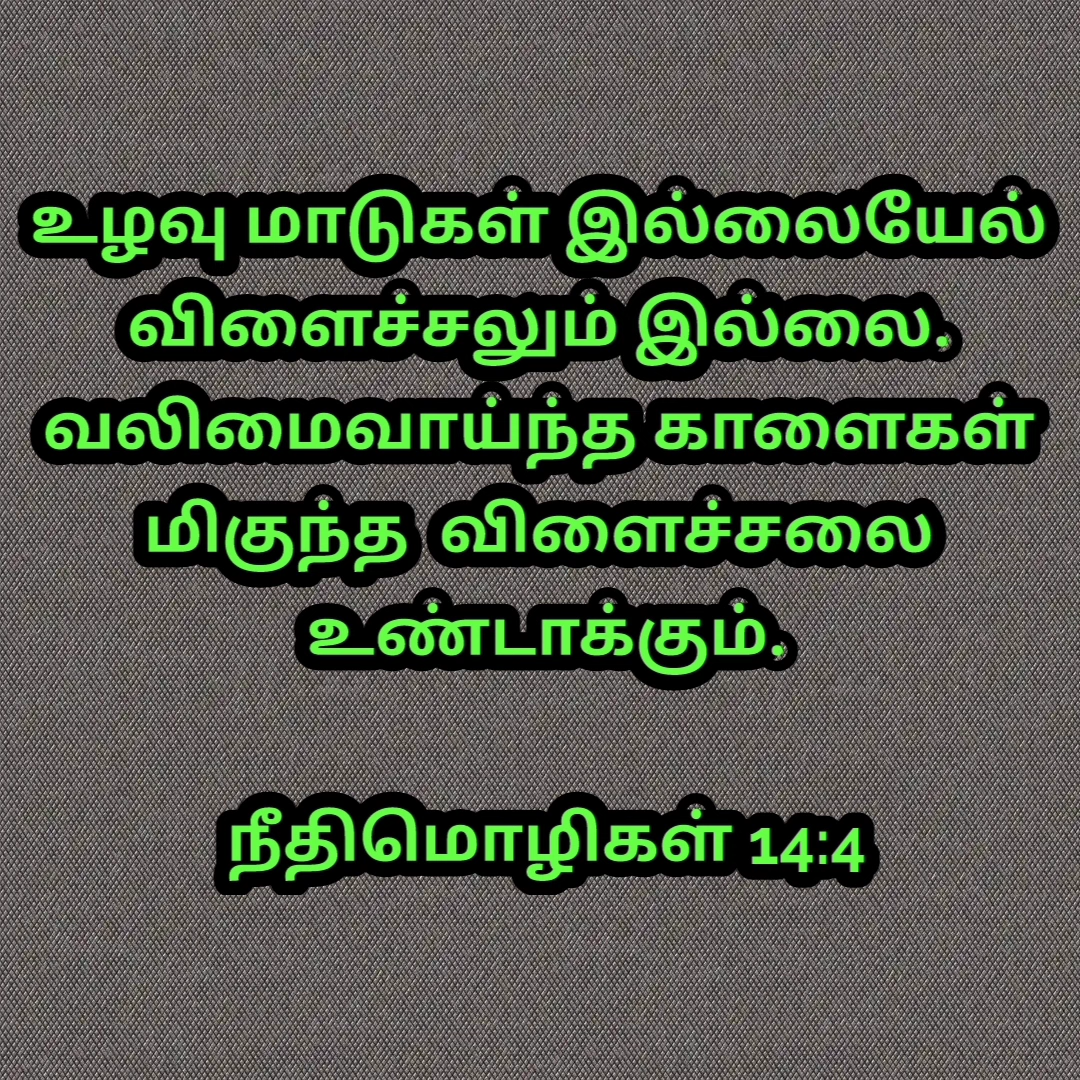 உழவு மாடுகள் இல்லையேல்
விளைச்சலும் இல்லை.
வலிமைவாய்ந்த காளைகள்
மிகுந்த விளைச்சலை
உண்டாக்கும்.
நீதிமொழிகள் 14:4